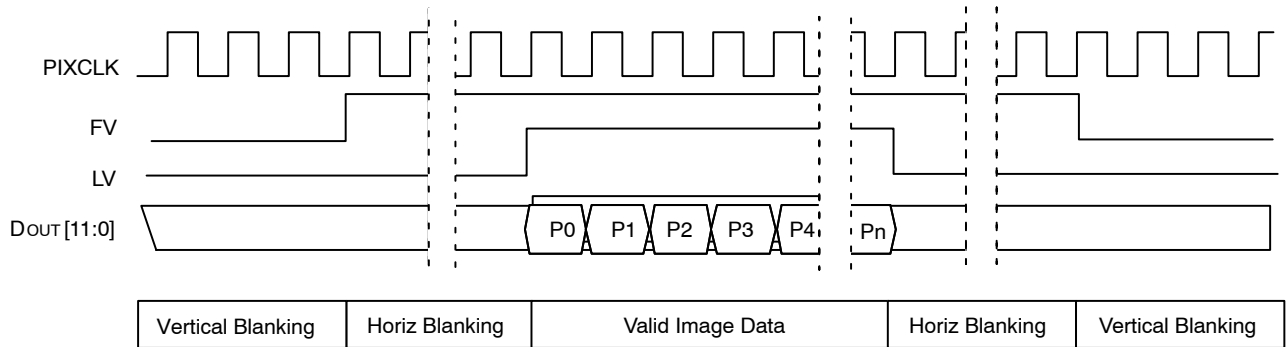 PIXCLK
FV
LV
DOUT [11:0]
P0 P1 P2 P3 P4 Pn
Vertical Blanking Horiz Blanking Valid Image Data Horiz Blanking Vertical Blanking